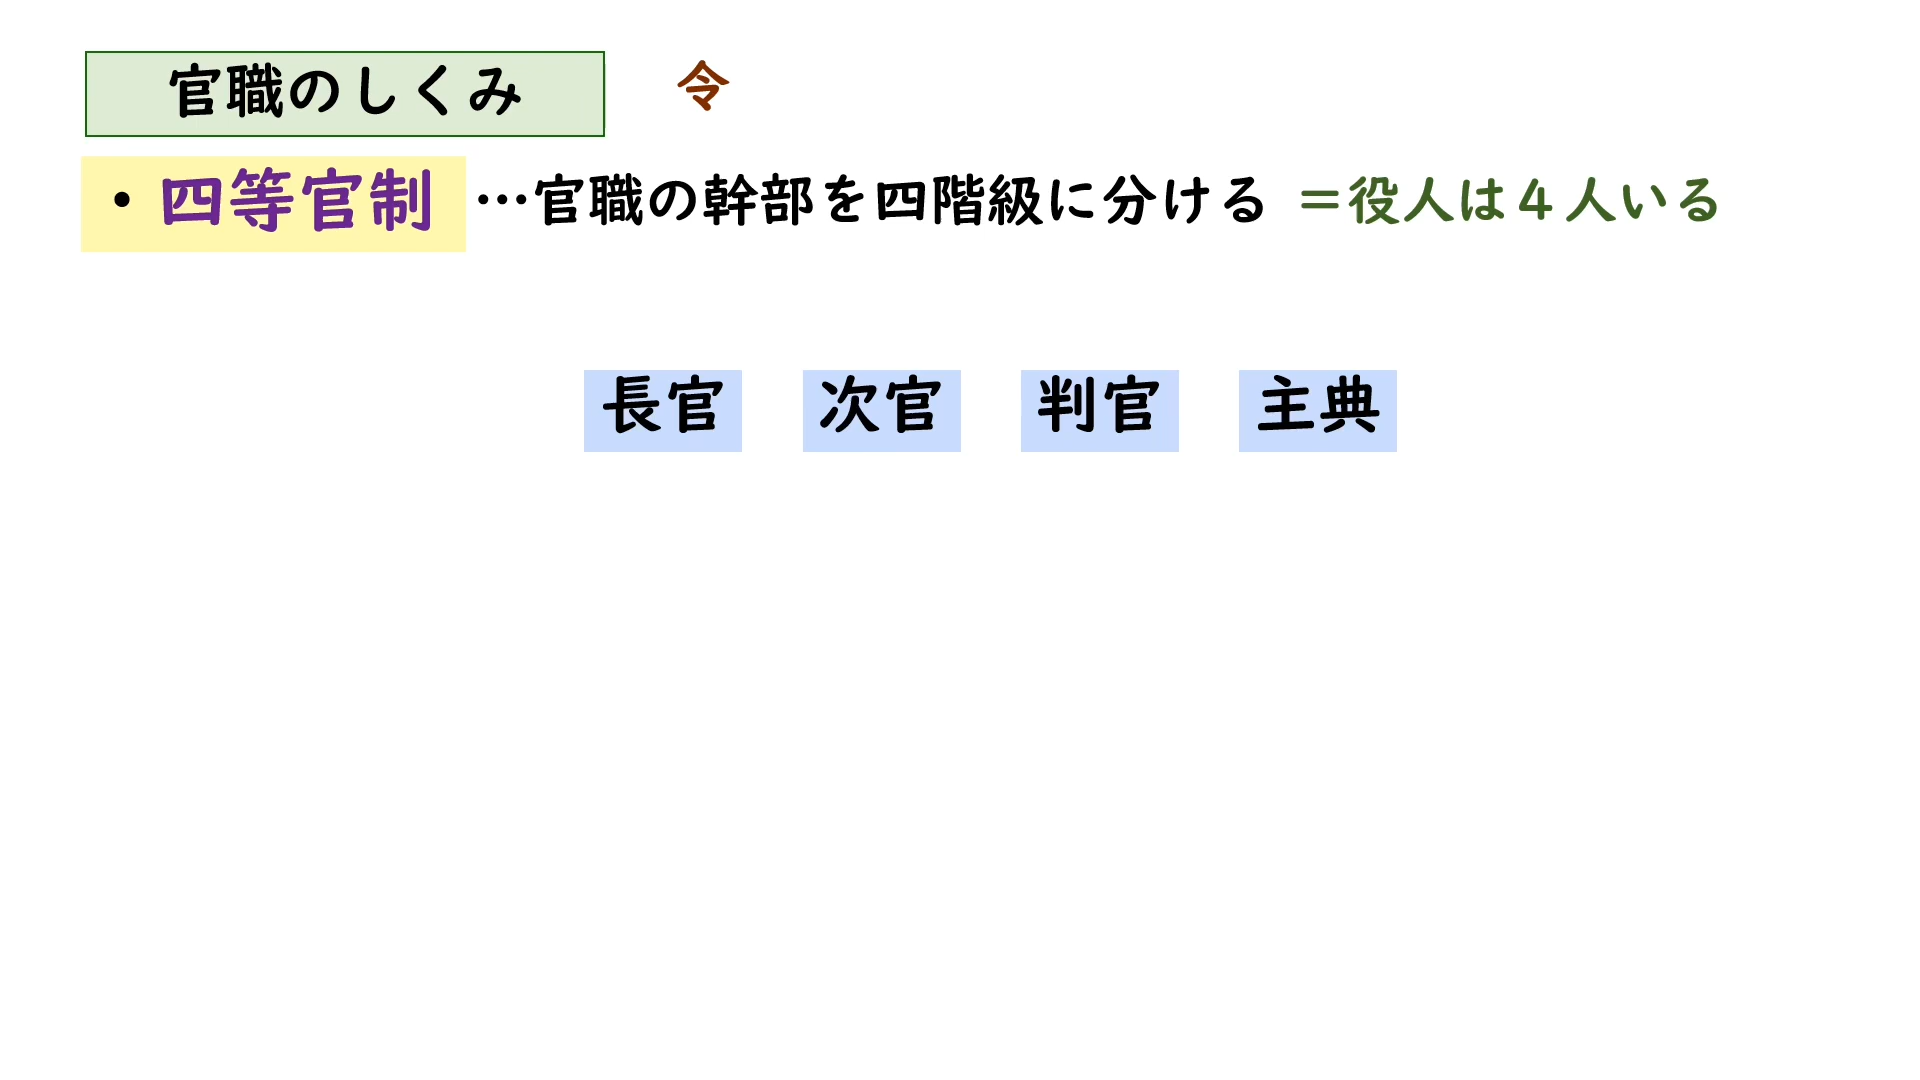 官職のしくみ 令
・四等官制…官職の幹部を四階級に分ける ＝役人は４人いる
長官 次官 判官 主典